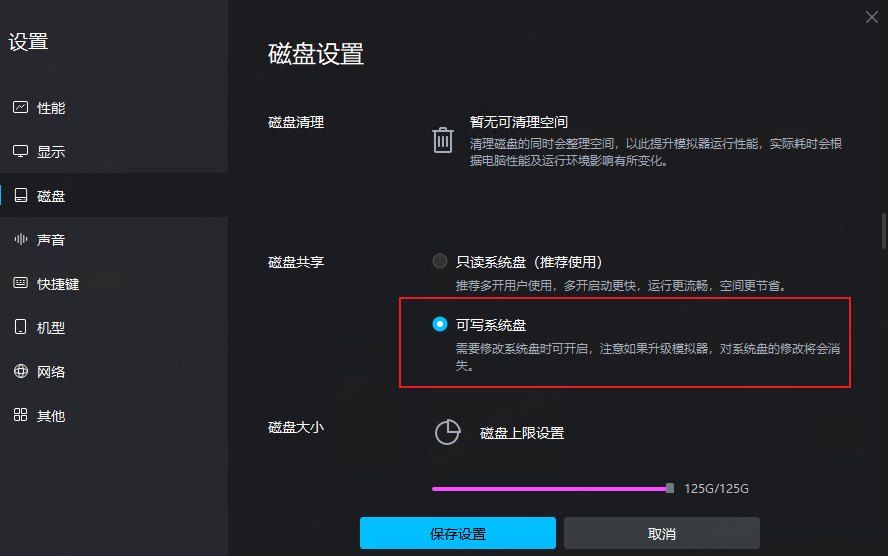 设置
性能
显示
磁盘
声音
快捷键
机型
网络
其他
磁盘设置
磁盘清理
暂无可清理空间
清理磁盘的同时会整理空间，以此提升模拟器运行性能，实际耗时会根
据电脑性能及运行环境影响有所变化。
磁盘共享
只读系统盘（推荐使用）
推荐多开用户使用，多开启动更快，运行更流畅，空间更节省。
可写系统盘
需要修改系统盘时可开启，注意如果升级模拟器，对系统盘的修改将会消
失。
磁盘大小
磁盘上限设置
125G/125G
保存设置
取消